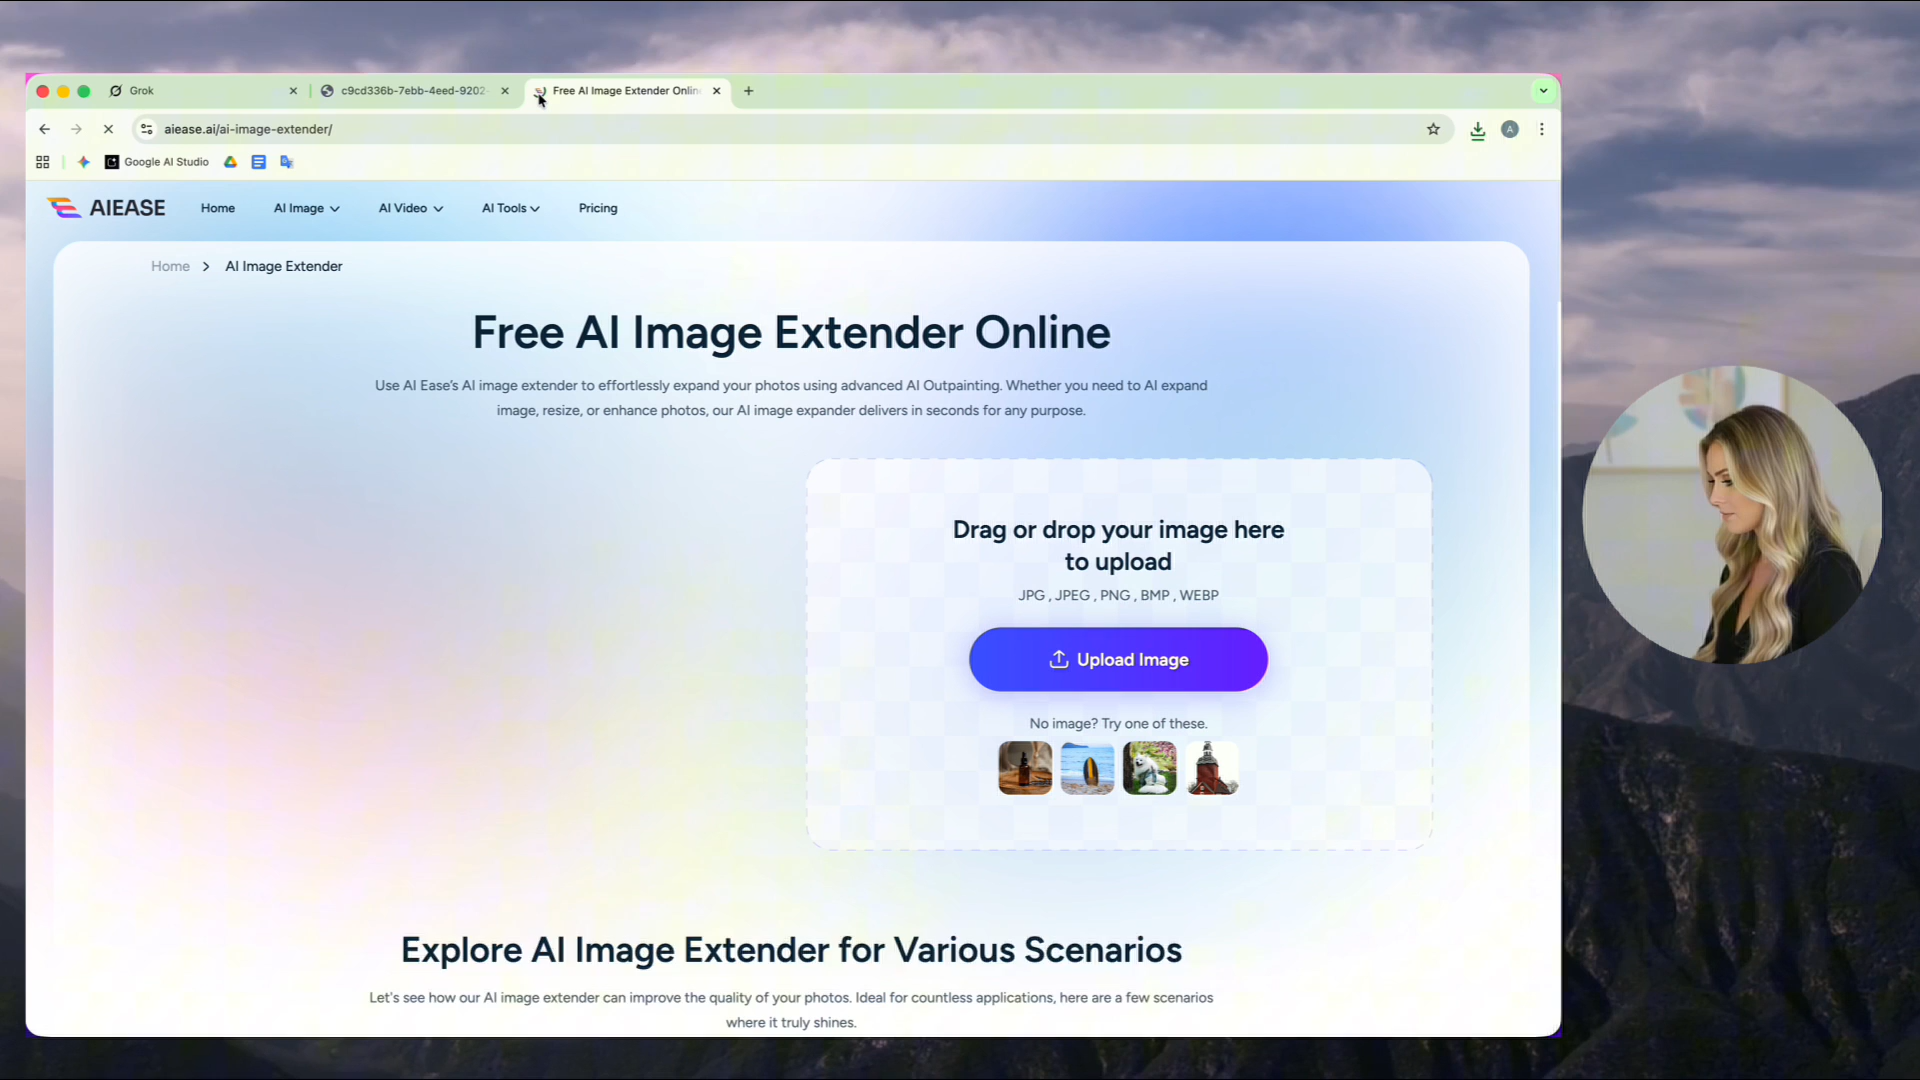 Grok
c9cd336b-7ebb-4eed-9202-
Free AI Image Extender Onlin
aiease.ai/ai-image-extender/
A
Google AI Studio
AIEASE
Home
AI Image
AI Video
AI Tools
Pricing
Home > AI Image Extender
Free AI Image Extender Online
Use AI Ease's AI image extender to effortlessly expand your photos using advanced AI Outpainting. Whether you need to AI expand
image, resize, or enhance photos, our AI image expander delivers in seconds for any purpose.
Drag or drop your image here
to upload
JPG , JPEG , PNG , BMP , WEBP
Upload Image
No image? Try one of these.
Explore AI Image Extender for Various Scenarios
Let's see how our AI image extender can improve the quality of your photos. Ideal for countless applications, here are a few scenarios
where it truly shines.